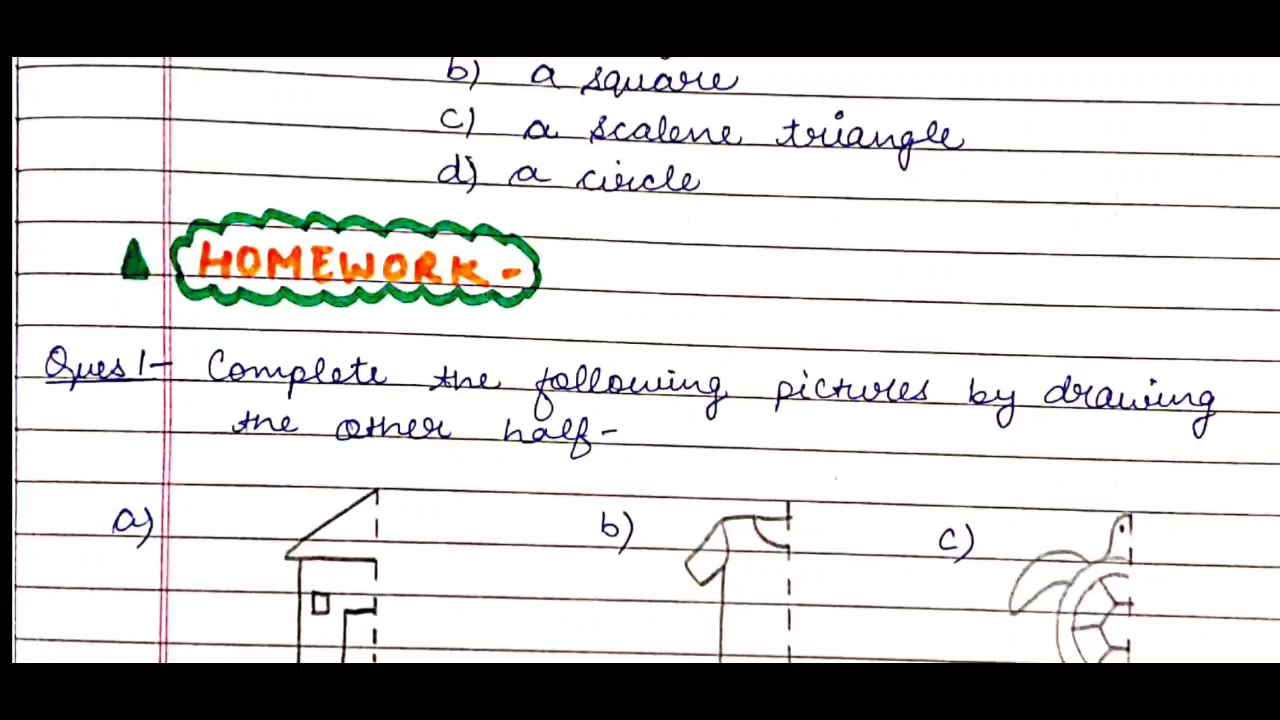 b) a square
c) a scalene triangle
d) a circle
HOMEWORK -
Ques 1- Complete the following pictures by drawing
the other half-
a) b) c)